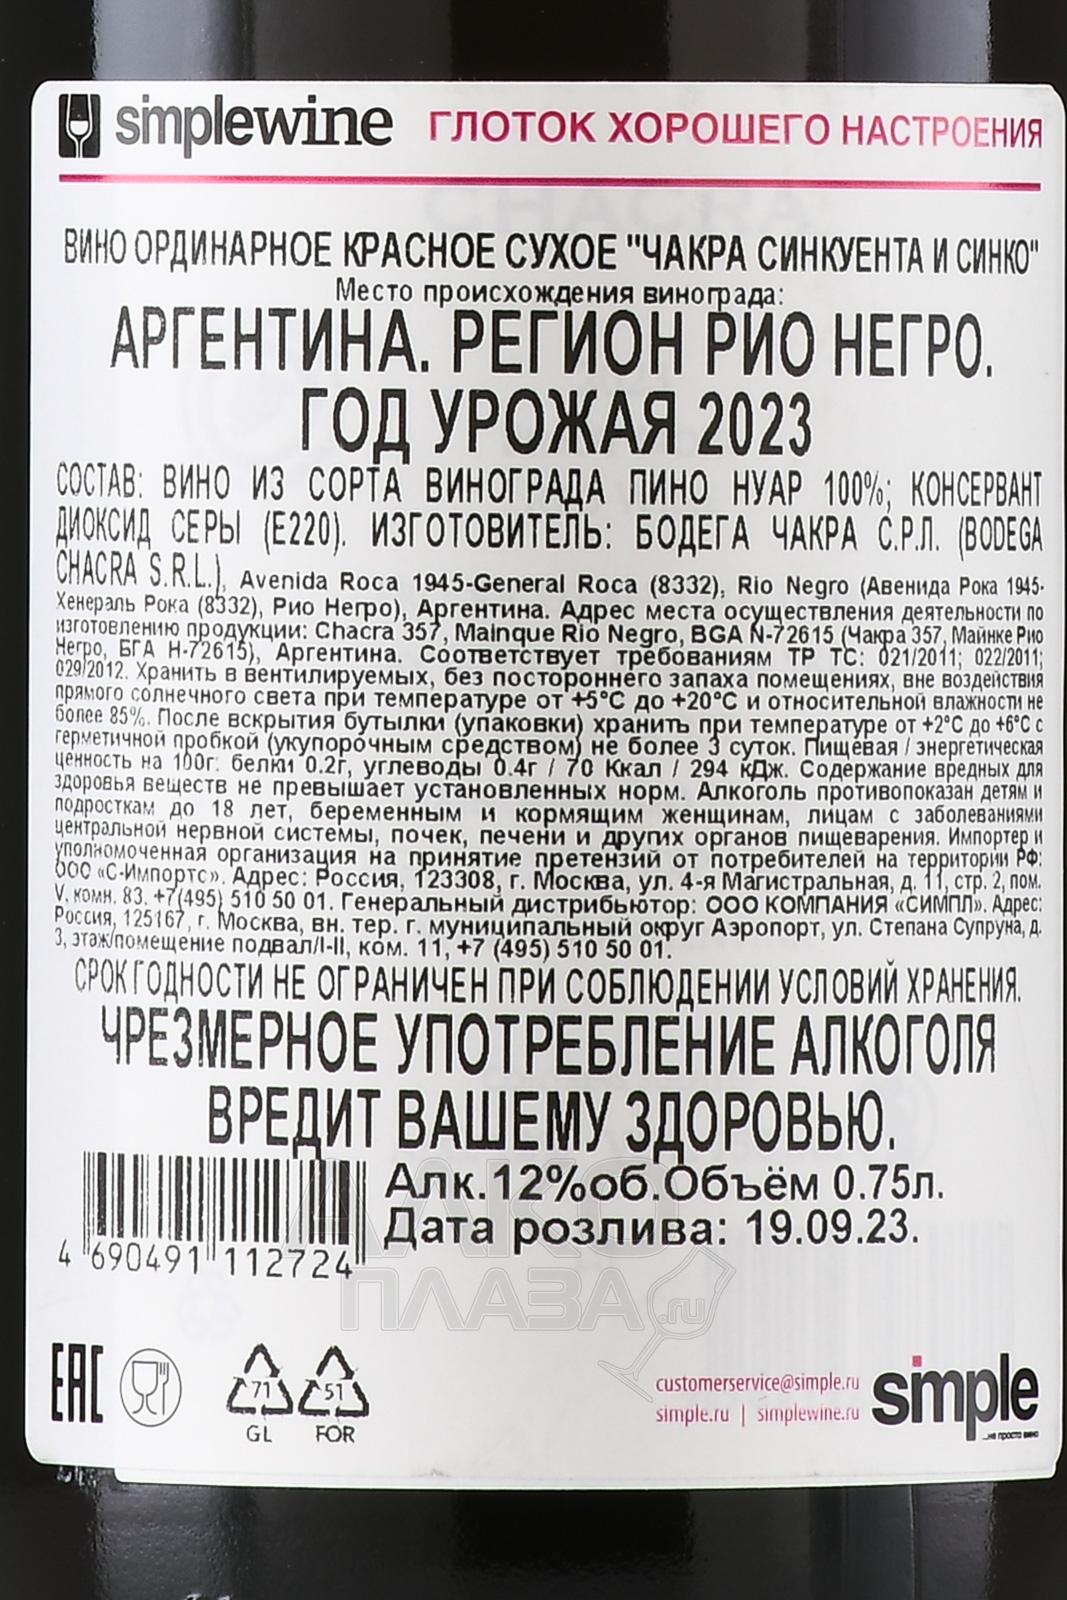 simplewine ГЛОТОК ХОРОШЕГО НАСТРОЕНИЯ
ВИНО ОРДИНАРНОЕ КРАСНОЕ СУХОЕ "ЧАКРА СИНКУЕНТА И СИНКО"
Место происхождения винограда:
АРГЕНТИНА. РЕГИОН РИО НЕГРО.
ГОД УРОЖАЯ 2023
СОСТАВ: ВИНО ИЗ СОРТА ВИНОГРАДА ПИНО НУАР 100%; КОНСЕРВАНТ
ДИОКСИД СЕРЫ (E220). ИЗГОТОВИТЕЛЬ: БОДЕГА ЧАКРА С.Р.Л. (BODEGA
CHACRA S.R.L.), Avenida Roca 1945-General Roca (8332), Rio Negro (Авенида Рока 1945-
Хенераль Рока (8332), Рио Негро), Аргентина. Адрес места осуществления деятельности по
изготовлению продукции: Chacra 357, Mainque Rio Negro, BGA N-72615 (Чакра 357, Майнке Рио
Негро, БГА Н-72615), Аргентина. Соответствует требованиям ТР ТС: 021/2011; 022/2011;
029/2012. Хранить в вентилируемых, без постороннего запаха помещениях, вне воздействия
прямого солнечного света при температуре от +5°C до +20°C и относительной влажности не
более 85%. После вскрытия бутылки (упаковки) хранить при температуре от +2°C до +6°C с
герметичной пробкой (укупорочным средством) не более 3 суток. Пищевая / энергетическая
ценность на 100г: белки 0.2г, углеводы 0.4г / 70 Ккал / 294 кДж. Содержание вредных для
здоровья веществ не превышает установленных норм. Алкоголь противопоказан детям и
подросткам до 18 лет, беременным и кормящим женщинам, лицам с заболеваниями
центральной нервной системы, почек, печени и других органов пищеварения. Импортер и
уполномоченная организация на принятие претензий от потребителей на территории РФ:
ООО «С-Импортс». Адрес: Россия, 123308, г. Москва, ул. 4-я Магистральная, д. 11, стр. 2, пом.
V, комн. 83. +7(495) 510 50 01. Генеральный дистрибьютор: ООО КОМПАНИЯ «СИМПЛ». Адрес:
Россия, 125167, г. Москва, вн. тер. г. муниципальный округ Аэропорт, ул. Степана Супруна, д.
3, этаж/помещение подвал/I-II, ком. 11, +7 (495) 510 50 01.
СРОК ГОДНОСТИ НЕ ОГРАНИЧЕН ПРИ СОБЛЮДЕНИИ УСЛОВИЙ ХРАНЕНИЯ.
ЧРЕЗМЕРНОЕ УПОТРЕБЛЕНИЕ АЛКОГОЛЯ
ВРЕДИТ ВАШЕМУ ЗДОРОВЬЮ.
Алк.12%об.Объём 0.75л.
Дата розлива: 19.09.23.
4 690491 112724
АЛКО
ПЛАЗА.ru
EAC
71 51
GL FOR
customerservice@simple.ru
simple.ru | simplewine.ru
simple
...не просто вино